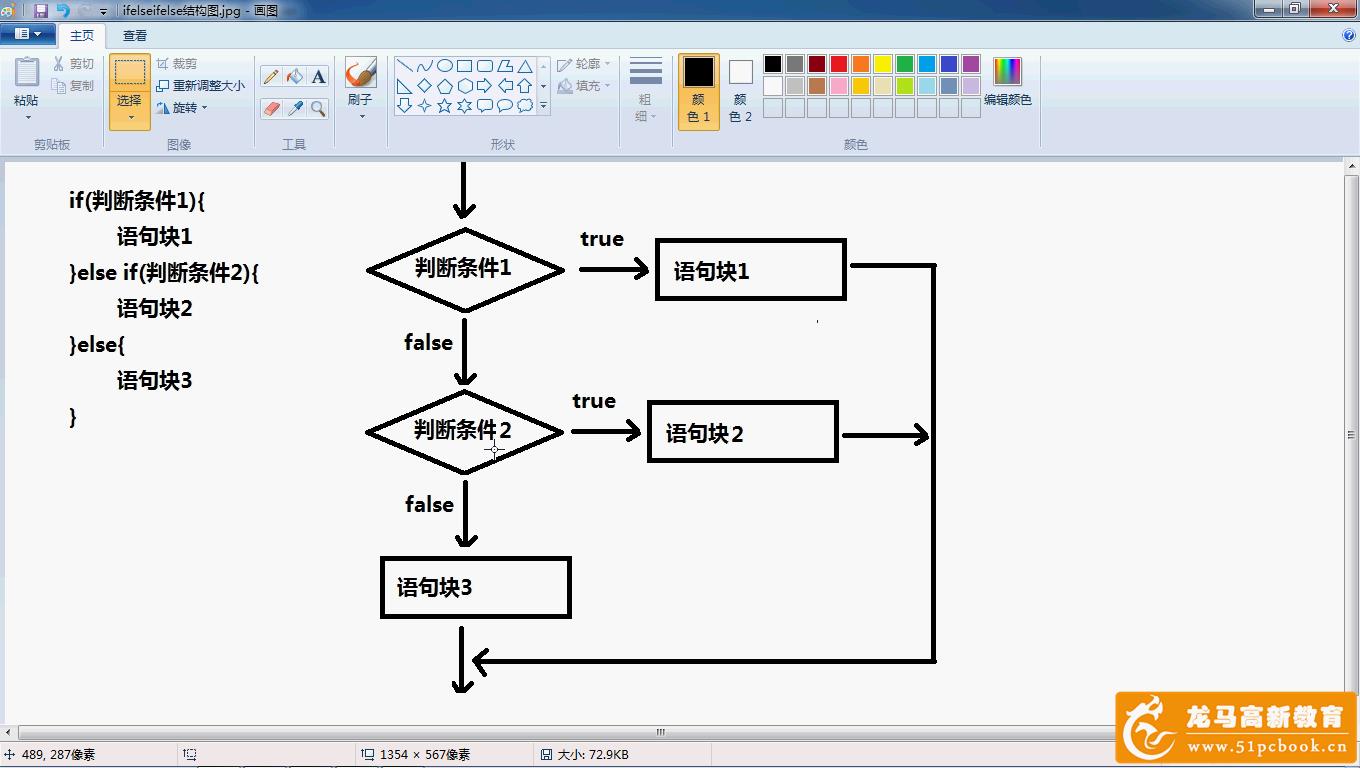 ifelseifelse结构图.jpg - 画图
主页
查看
粘贴
剪切
复制
剪贴板
选择
裁剪
重新调整大小
旋转
图像
A
工具
刷子
轮廓
填充
形状
粗
细
颜
色 1
颜
色 2
编辑颜色
颜色
if(判断条件1){
语句块1
}else if(判断条件2){
语句块2
}else{
语句块3
}
判断条件1
true
语句块1
false
判断条件2
true
语句块2
false
语句块3
龙马高新教育
www.51pcbook.cn
489, 287像素
1354 × 567像素
大小: 72.9KB